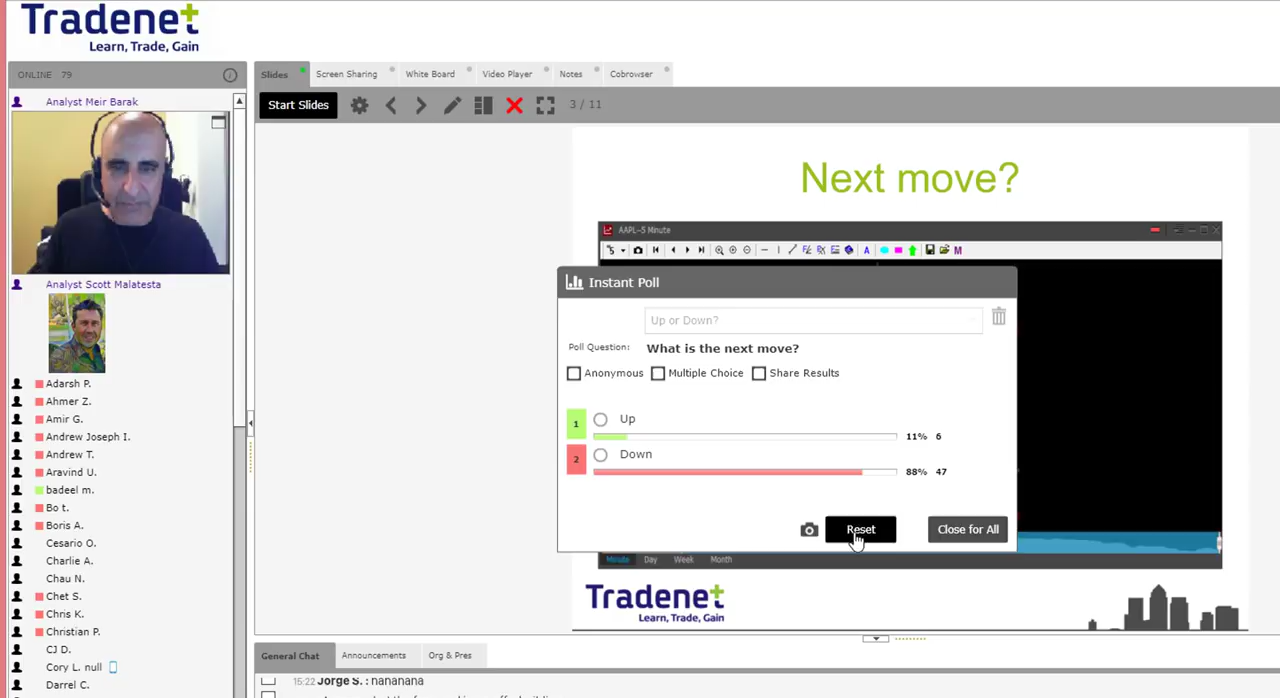 Tradenet
Learn, Trade, Gain
ONLINE 79
Analyst Meir Barak
Analyst Scott Malatesta
Adarsh P.
Ahmer Z.
Amir G.
Andrew Joseph I.
Andrew T.
Aravind U.
badeel m.
Bo t.
Boris A.
Cesario O.
Charlie A.
Chau N.
Chet S.
Chris K.
Christian P.
CJ D.
Cory L. null
Darrel C.
Slides Screen Sharing White Board Video Player Notes Cobrowser
Start Slides 3 / 11
Next move?
AAPL--5 Minute
5 A M
Instant Poll
Up or Down?
Poll Question: What is the next move?
Anonymous Multiple Choice Share Results
1 Up
11% 6
2 Down
88% 47
Reset Close for All
Minute Day Week Month
Tradenet
Learn, Trade, Gain
General Chat Announcements Org & Pres
15:22 Jorge S. : nananana